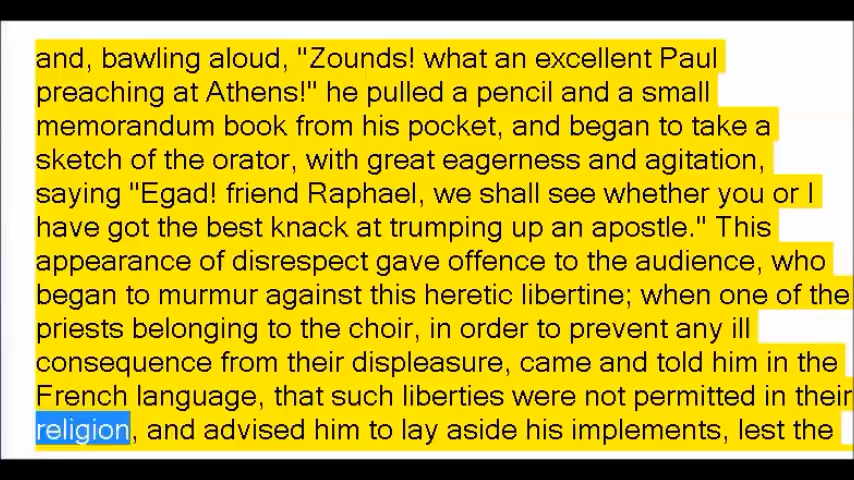 and, bawling aloud, "Zounds! what an excellent Paul
preaching at Athens!" he pulled a pencil and a small
memorandum book from his pocket, and began to take a
sketch of the orator, with great eagerness and agitation,
saying "Egad! friend Raphael, we shall see whether you or I
have got the best knack at trumping up an apostle." This
appearance of disrespect gave offence to the audience, who
began to murmur against this heretic libertine; when one of the
priests belonging to the choir, in order to prevent any ill
consequence from their displeasure, came and told him in the
French language, that such liberties were not permitted in their
religion, and advised him to lay aside his implements, lest the